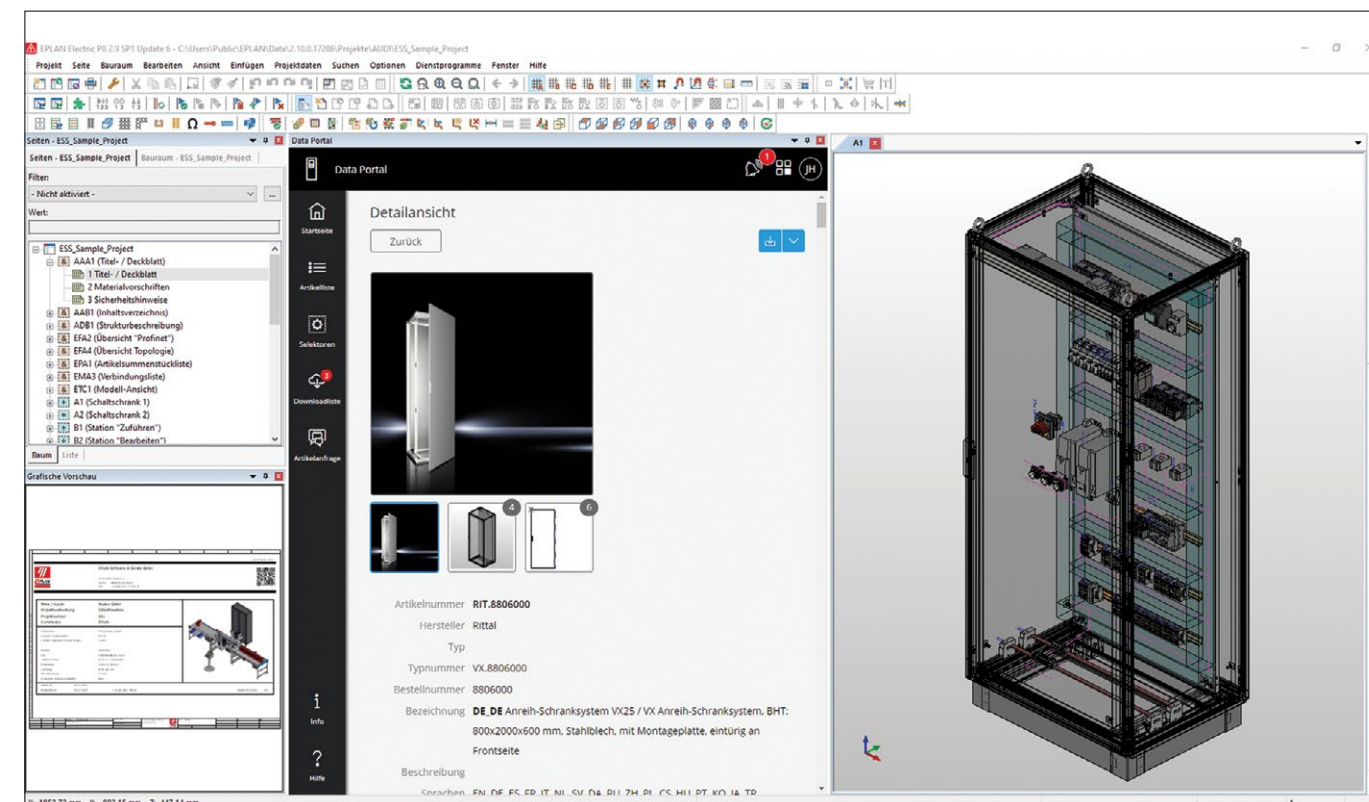 EPLAN Electric P8 2.9 SP1 Update 6 - C:\Users\Public\EPLAN\Data\2.10.0.17286\Projekte\AUDI\ESS_Sample_Project
Projekt Seite Bauraum Bearbeiten Ansicht Einfügen Projektdaten Suchen Optionen Dienstprogramme Fenster Hilfe
Seiten - ESS_Sample_Project
Seiten - ESS_Sample_Project Bauraum - ESS_Sample_Project
Filter:
- Nicht aktiviert -
...
Wert:
ESS_Sample_Project
AAA1 (Titel- / Deckblatt)
1 Titel- / Deckblatt
2 Materialvorschriften
3 Sicherheitshinweise
AAB1 (Inhaltsverzeichnis)
ADB1 (Strukturbeschreibung)
EFA2 (Übersicht "Profinet")
EFA4 (Übersicht Topologie)
EPA1 (Artikelsummenstückliste)
EMA3 (Verbindungsliste)
ETC1 (Modell-Ansicht)
A1 (Schaltschrank 1)
A2 (Schaltschrank 2)
B1 (Station "Zuführen")
B2 (Station "Bearbeiten")
Baum Liste
Grafische Vorschau
Data Portal
Data Portal
1
JH
Startseite
Artikelliste
Selektoren
3
Downloadliste
Artikelanfrage
Info
Hilfe
Detailansicht
Zurück
4
6
Artikelnummer RIT.8806000
Hersteller Rittal
Typ
Typnummer VX.8806000
Bestellnummer 8806000
Bezeichnung DE_DE Anreih-Schranksystem VX25 / VX Anreih-Schranksystem, BHT:
800x2000x600 mm, Stahlblech, mit Montageplatte, eintürig an
Frontseite
Beschreibung
Sprachen EN, DE, ES, FR, IT, NL, SV, DA, RU, ZH, PL, CS, HU, PT, KO, JA, TR
A1